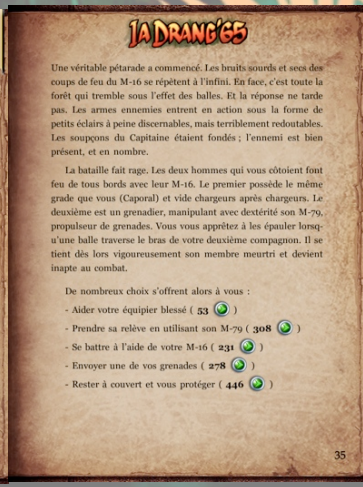 IA DRANG'65
Une véritable pétarade a commencé. Les bruits sourds et secs des
coups de feu du M-16 se répètent à l'infini. En face, c'est toute la
forêt qui tremble sous l'effet des balles. Et la réponse ne tarde
pas. Les armes ennemies entrent en action sous la forme de
petits éclairs à peine discernables, mais terriblement redoutables.
Les soupçons du Capitaine étaient fondés ; l'ennemi est bien
présent, et en nombre.
La bataille fait rage. Les deux hommes qui vous côtoient font
feu de tous bords avec leur M-16. Le premier possède le même
grade que vous (Caporal) et vide chargeurs après chargeurs. Le
deuxième est un grenadier, manipulant avec dextérité son M-79,
propulseur de grenades. Vous vous apprêtez à les épauler lorsq-
u'une balle traverse le bras de votre deuxième compagnon. Il se
tient dès lors vigoureusement son membre meurtri et devient
inapte au combat.
De nombreux choix s'offrent alors à vous :
- Aider votre équipier blessé ( 53 )
- Prendre sa relève en utilisant son M-79 ( 308 )
- Se battre à l'aide de votre M-16 ( 231 )
- Envoyer une de vos grenades ( 278 )
- Rester à couvert et vous protéger ( 446 )
35